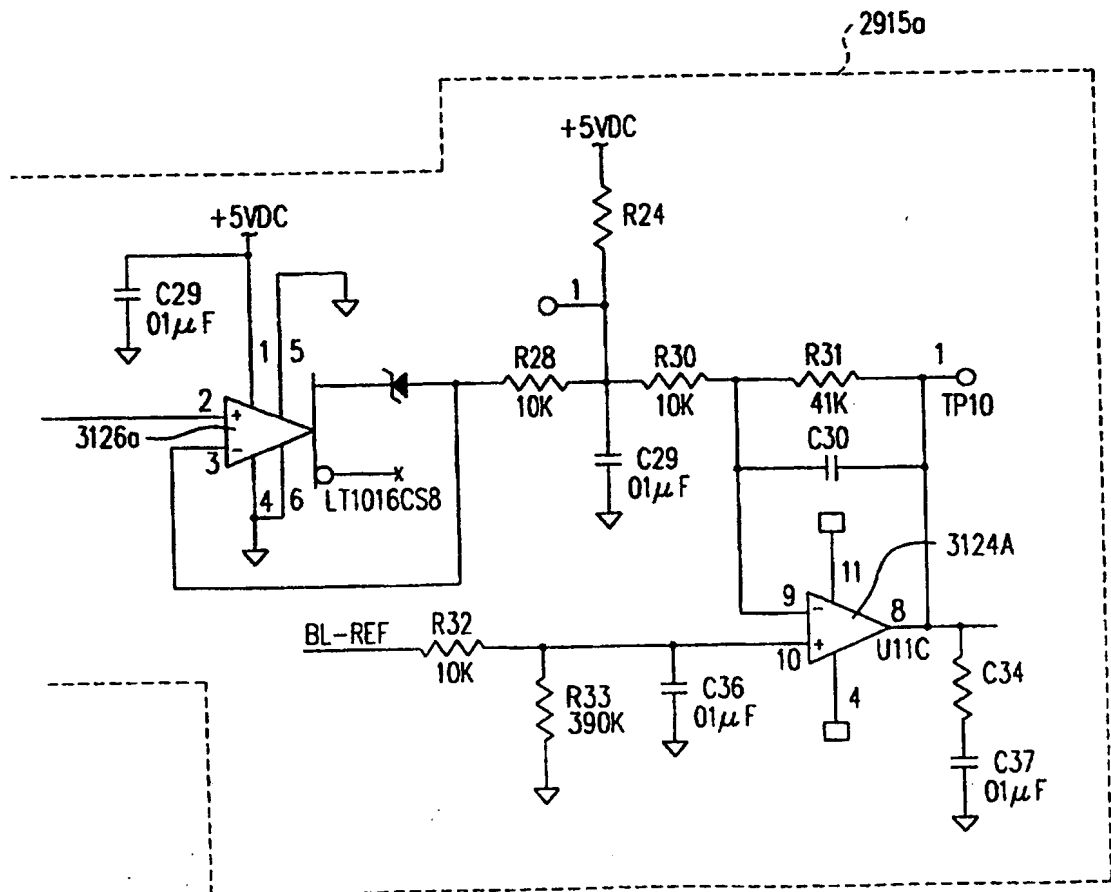 2915a
+5VDC
R24
+5VDC
C29
01µF
1
1
5
R28
10K
R30
10K
R31
41K
1
TP10
2
+
3126a
3
-
4
6
LT1016CS8
x
C29
01µF
C30
3124A
11
9
-
8
10
+
U11C
4
BL-REF
R32
10K
R33
390K
C36
01µF
C34
C37
01µF